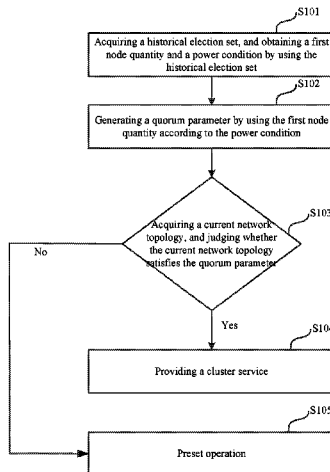 S101
Acquiring a historical election set, and obtaining a first
node quantity and a power condition by using the
historical election set
S102
Generating a quorum parameter by using the first node
quantity according to the power condition
S103
Acquiring a current network
topology, and judging whether
the current network topology
satisfies the quorum parameter
No
Yes
S104
Providing a cluster service
S105
Preset operation